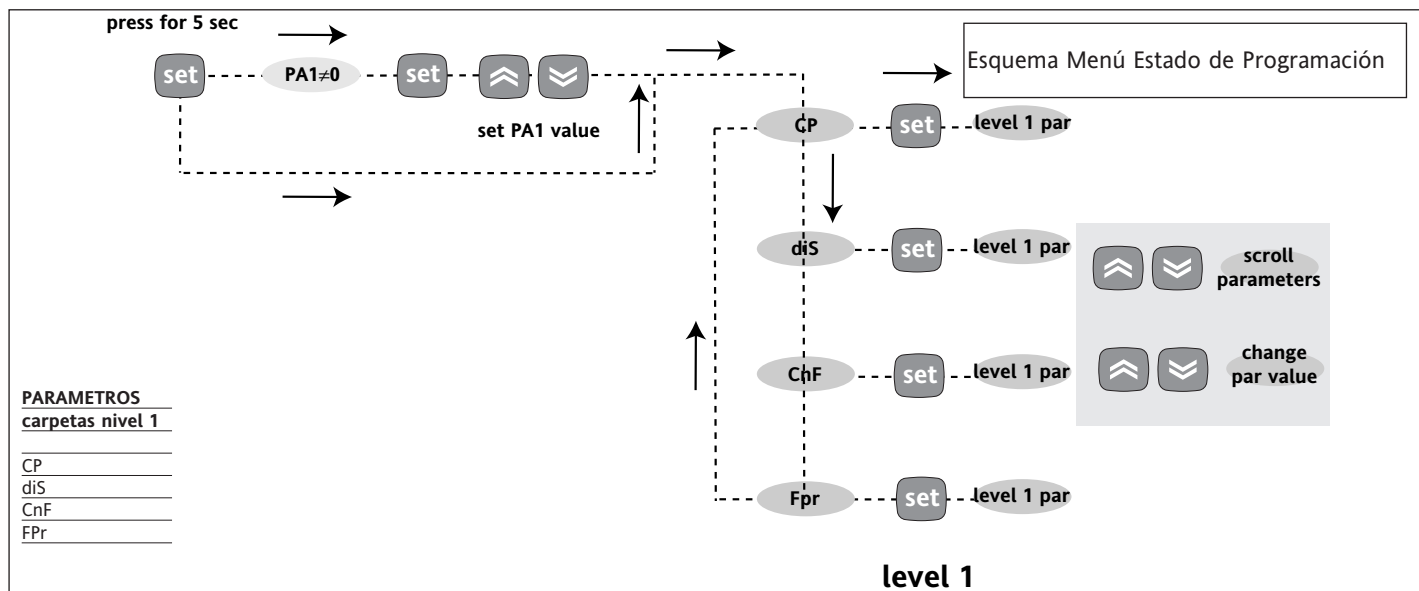 press for 5 sec
set
PA1≠0
set
set PA1 value
Esquema Menú Estado de Programación
CP
set
level 1 par
diS
set
level 1 par
scroll
parameters
CnF
set
level 1 par
change
par value
Fpr
set
level 1 par
level 1
PARAMETROS
carpetas nivel 1
CP
diS
CnF
FPr